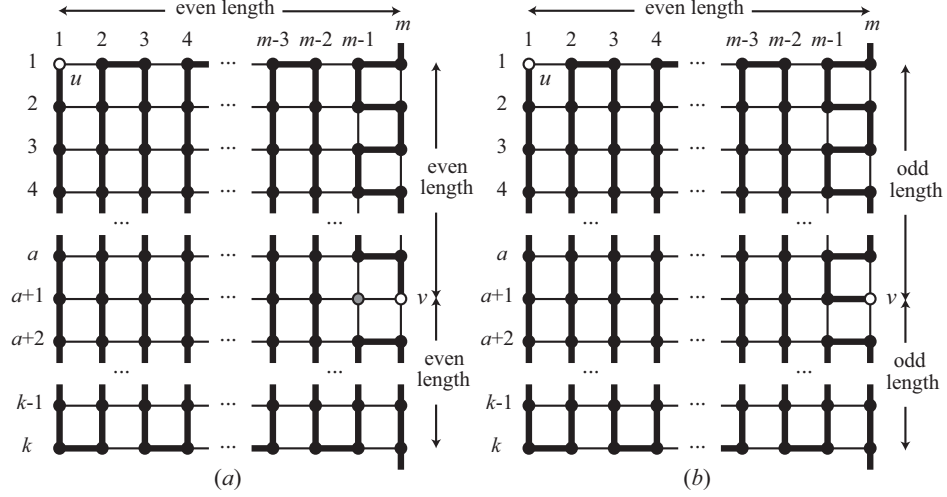 even length
1 2 3 4 m-3 m-2 m-1 m
1 u
2 ...
3
4 even length
... ...
a ...
a+1 ... v
a+2 ... even length
... ...
k-1 ...
k ...
(a)
even length
1 2 3 4 m-3 m-2 m-1 m
1 u ...
2 ...
3 ...
4 ... odd length
... ...
a ...
a+1 ... v
a+2 ... odd length
... ...
k-1 ...
k ...
(b)